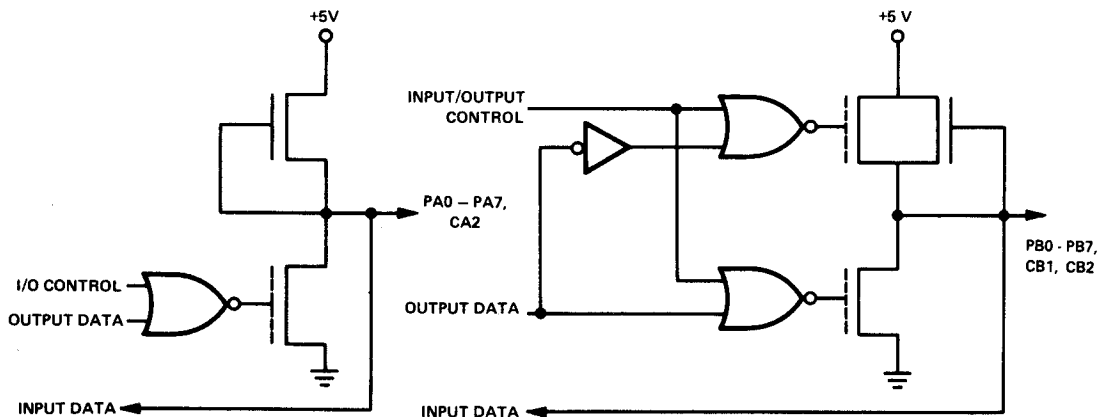 +5V
PA0 – PA7,
CA2
I/O CONTROL
OUTPUT DATA
INPUT DATA
+5 V
INPUT/OUTPUT
CONTROL
OUTPUT DATA
PB0 - PB7,
CB1, CB2
INPUT DATA